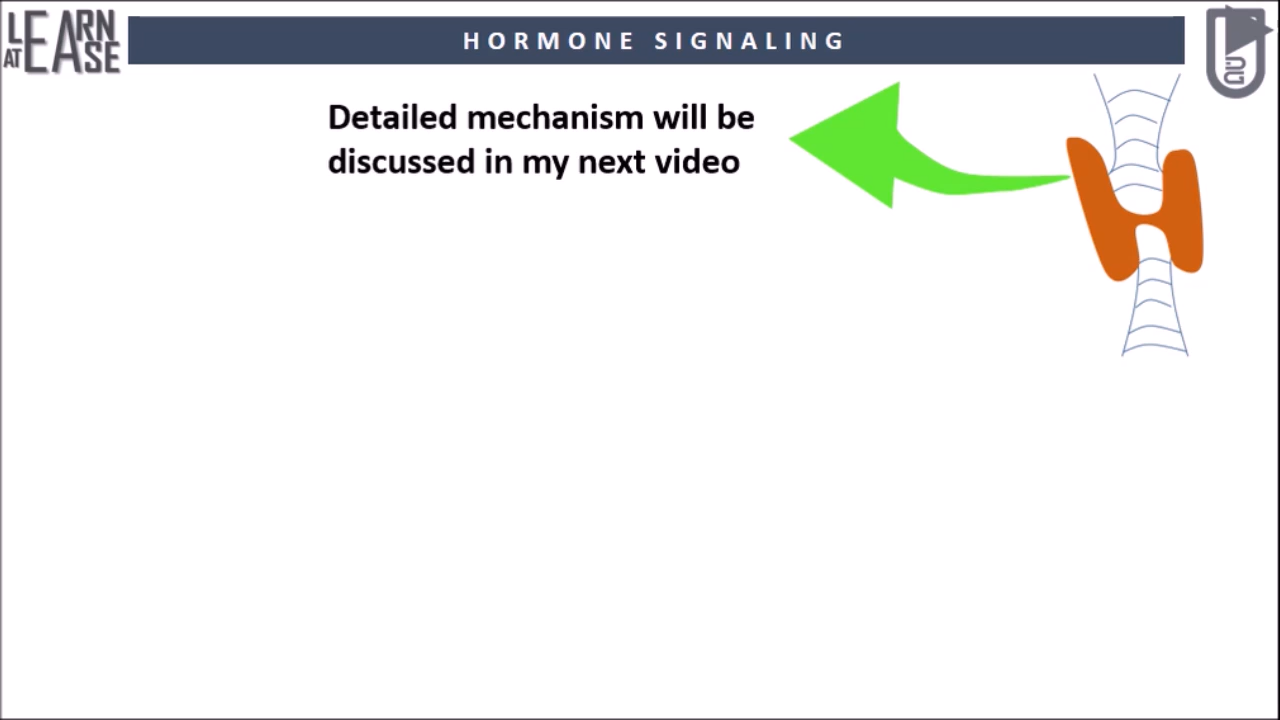 LEARN
AT EASE
HORMONE SIGNALING
Detailed mechanism will be
discussed in my next video